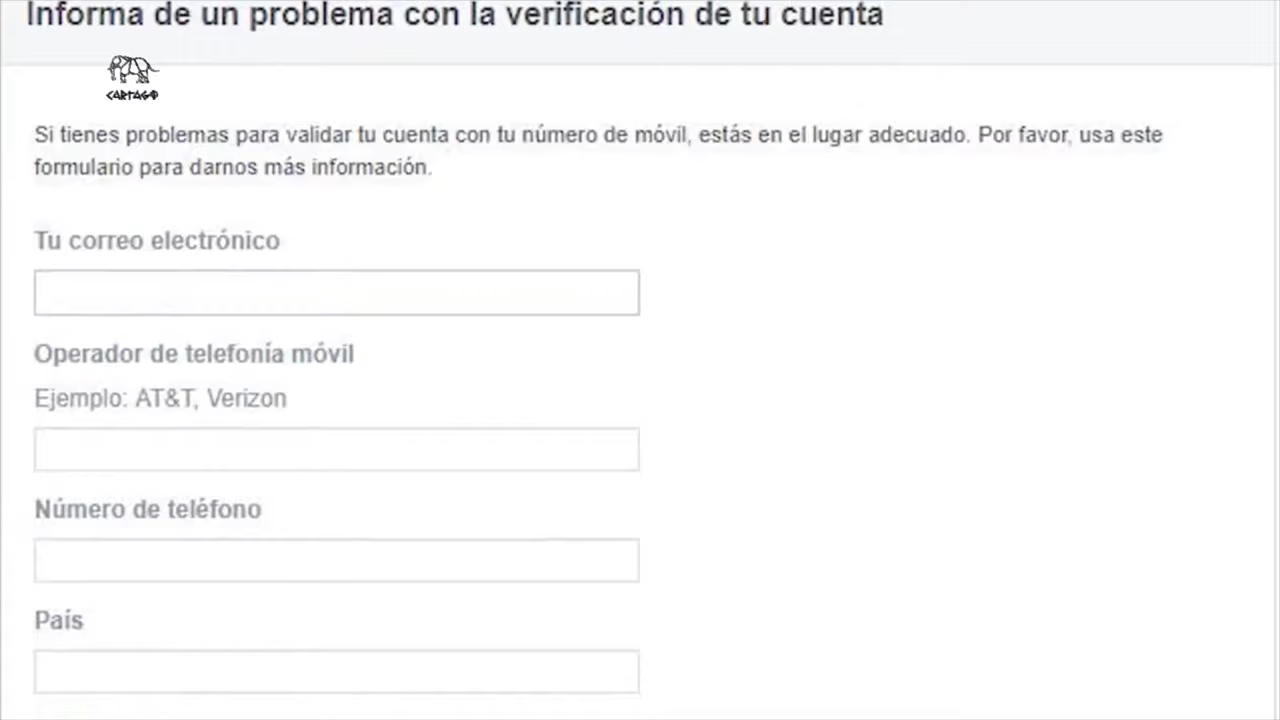 Informa de un problema con la verificación de tu cuenta
CARTAGO
Si tienes problemas para validar tu cuenta con tu número de móvil, estás en el lugar adecuado. Por favor, usa este
formulario para darnos más información.
Tu correo electrónico
Operador de telefonía móvil
Ejemplo: AT&T, Verizon
Número de teléfono
País